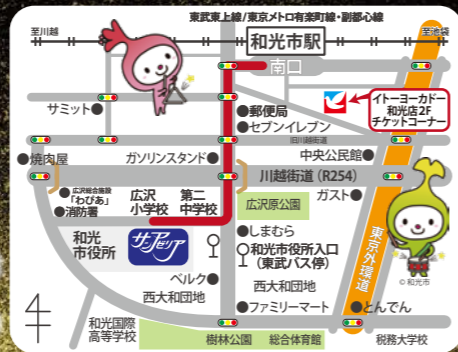 東武東上線/東京メトロ有楽町線・副都心線
至川越
和光市駅
至池袋
南口
サミット●
●郵便局
●セブンイレブン
イトーヨーカドー
和光店2F
チケットコーナー
旧川越街道
●焼肉屋
ガソリンスタンド●
中央公民館●
川越街道(R254)
●広沢総合施設
「わぴあ」
●消防署
広沢
小学校
第二
中学校
広沢原公園
ガスト●
和光
市役所
サンアゼリア
●しまむら
和光市役所入口
(東武バス停)
東京外環道
©和光市
ベルク●
西大和団地
西大和団地
●ファミリーマート
●とんでん
和光国際
高等学校
樹林公園
総合体育館
税務大学校